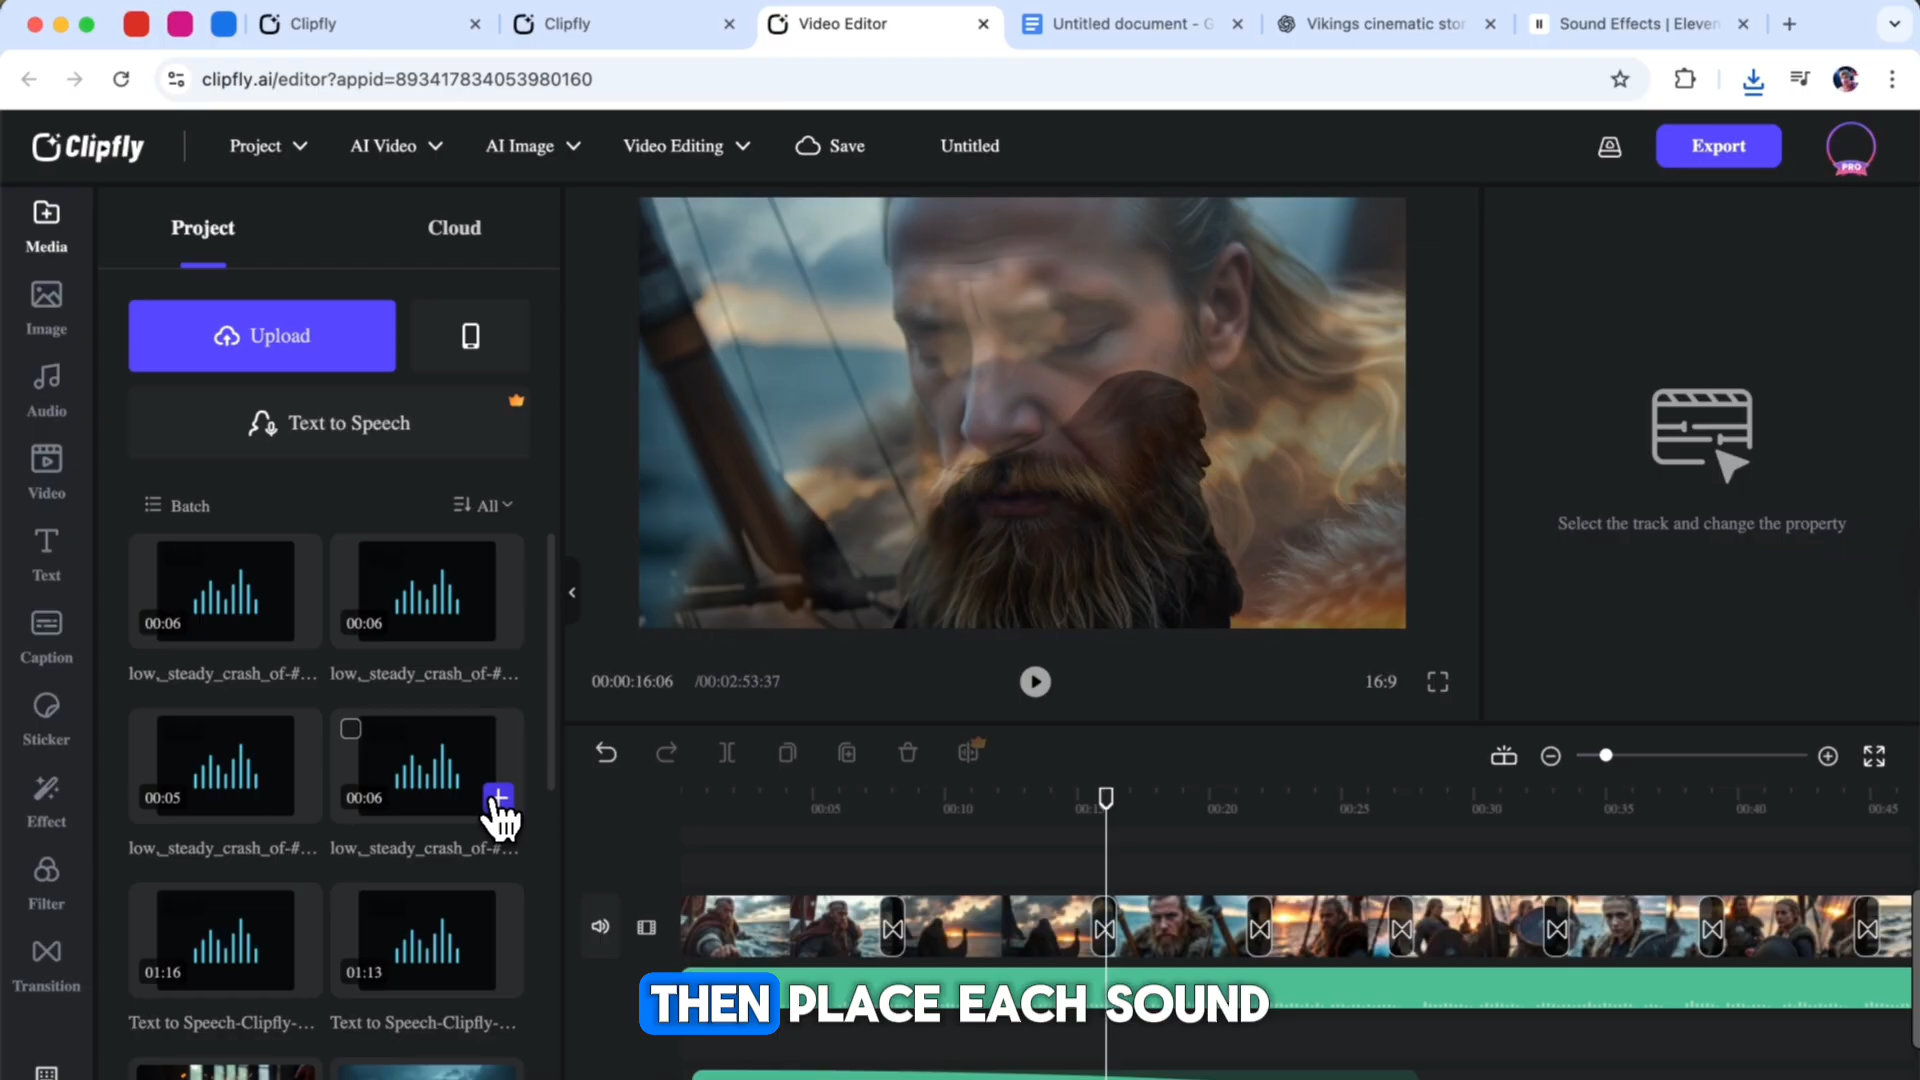 Clipfly
Clipfly
Video Editor
Untitled document - G
Vikings cinematic stor
Sound Effects | Eleven
clipfly.ai/editor?appid=893417834053980160
Clipfly
Project
AI Video
AI Image
Video Editing
Save
Untitled
Export
PRO
Media
Image
Audio
Video
Text
Caption
Sticker
Effect
Filter
Transition
Project
Cloud
Upload
Text to Speech
Batch
All
00:06
00:06
low,_steady_crash_of-#...
low,_steady_crash_of-#...
00:05
00:06
low,_steady_crash_of-#...
low,_steady_crash_of-#...
01:16
01:13
Text to Speech-Clipfly-...
Text to Speech-Clipfly-...
00:00:16:06
/00:02:53:37
16:9
Select the track and change the property
00:05
00:10
00:15
00:20
00:25
00:30
00:35
00:40
00:45
THEN PLACE EACH SOUND